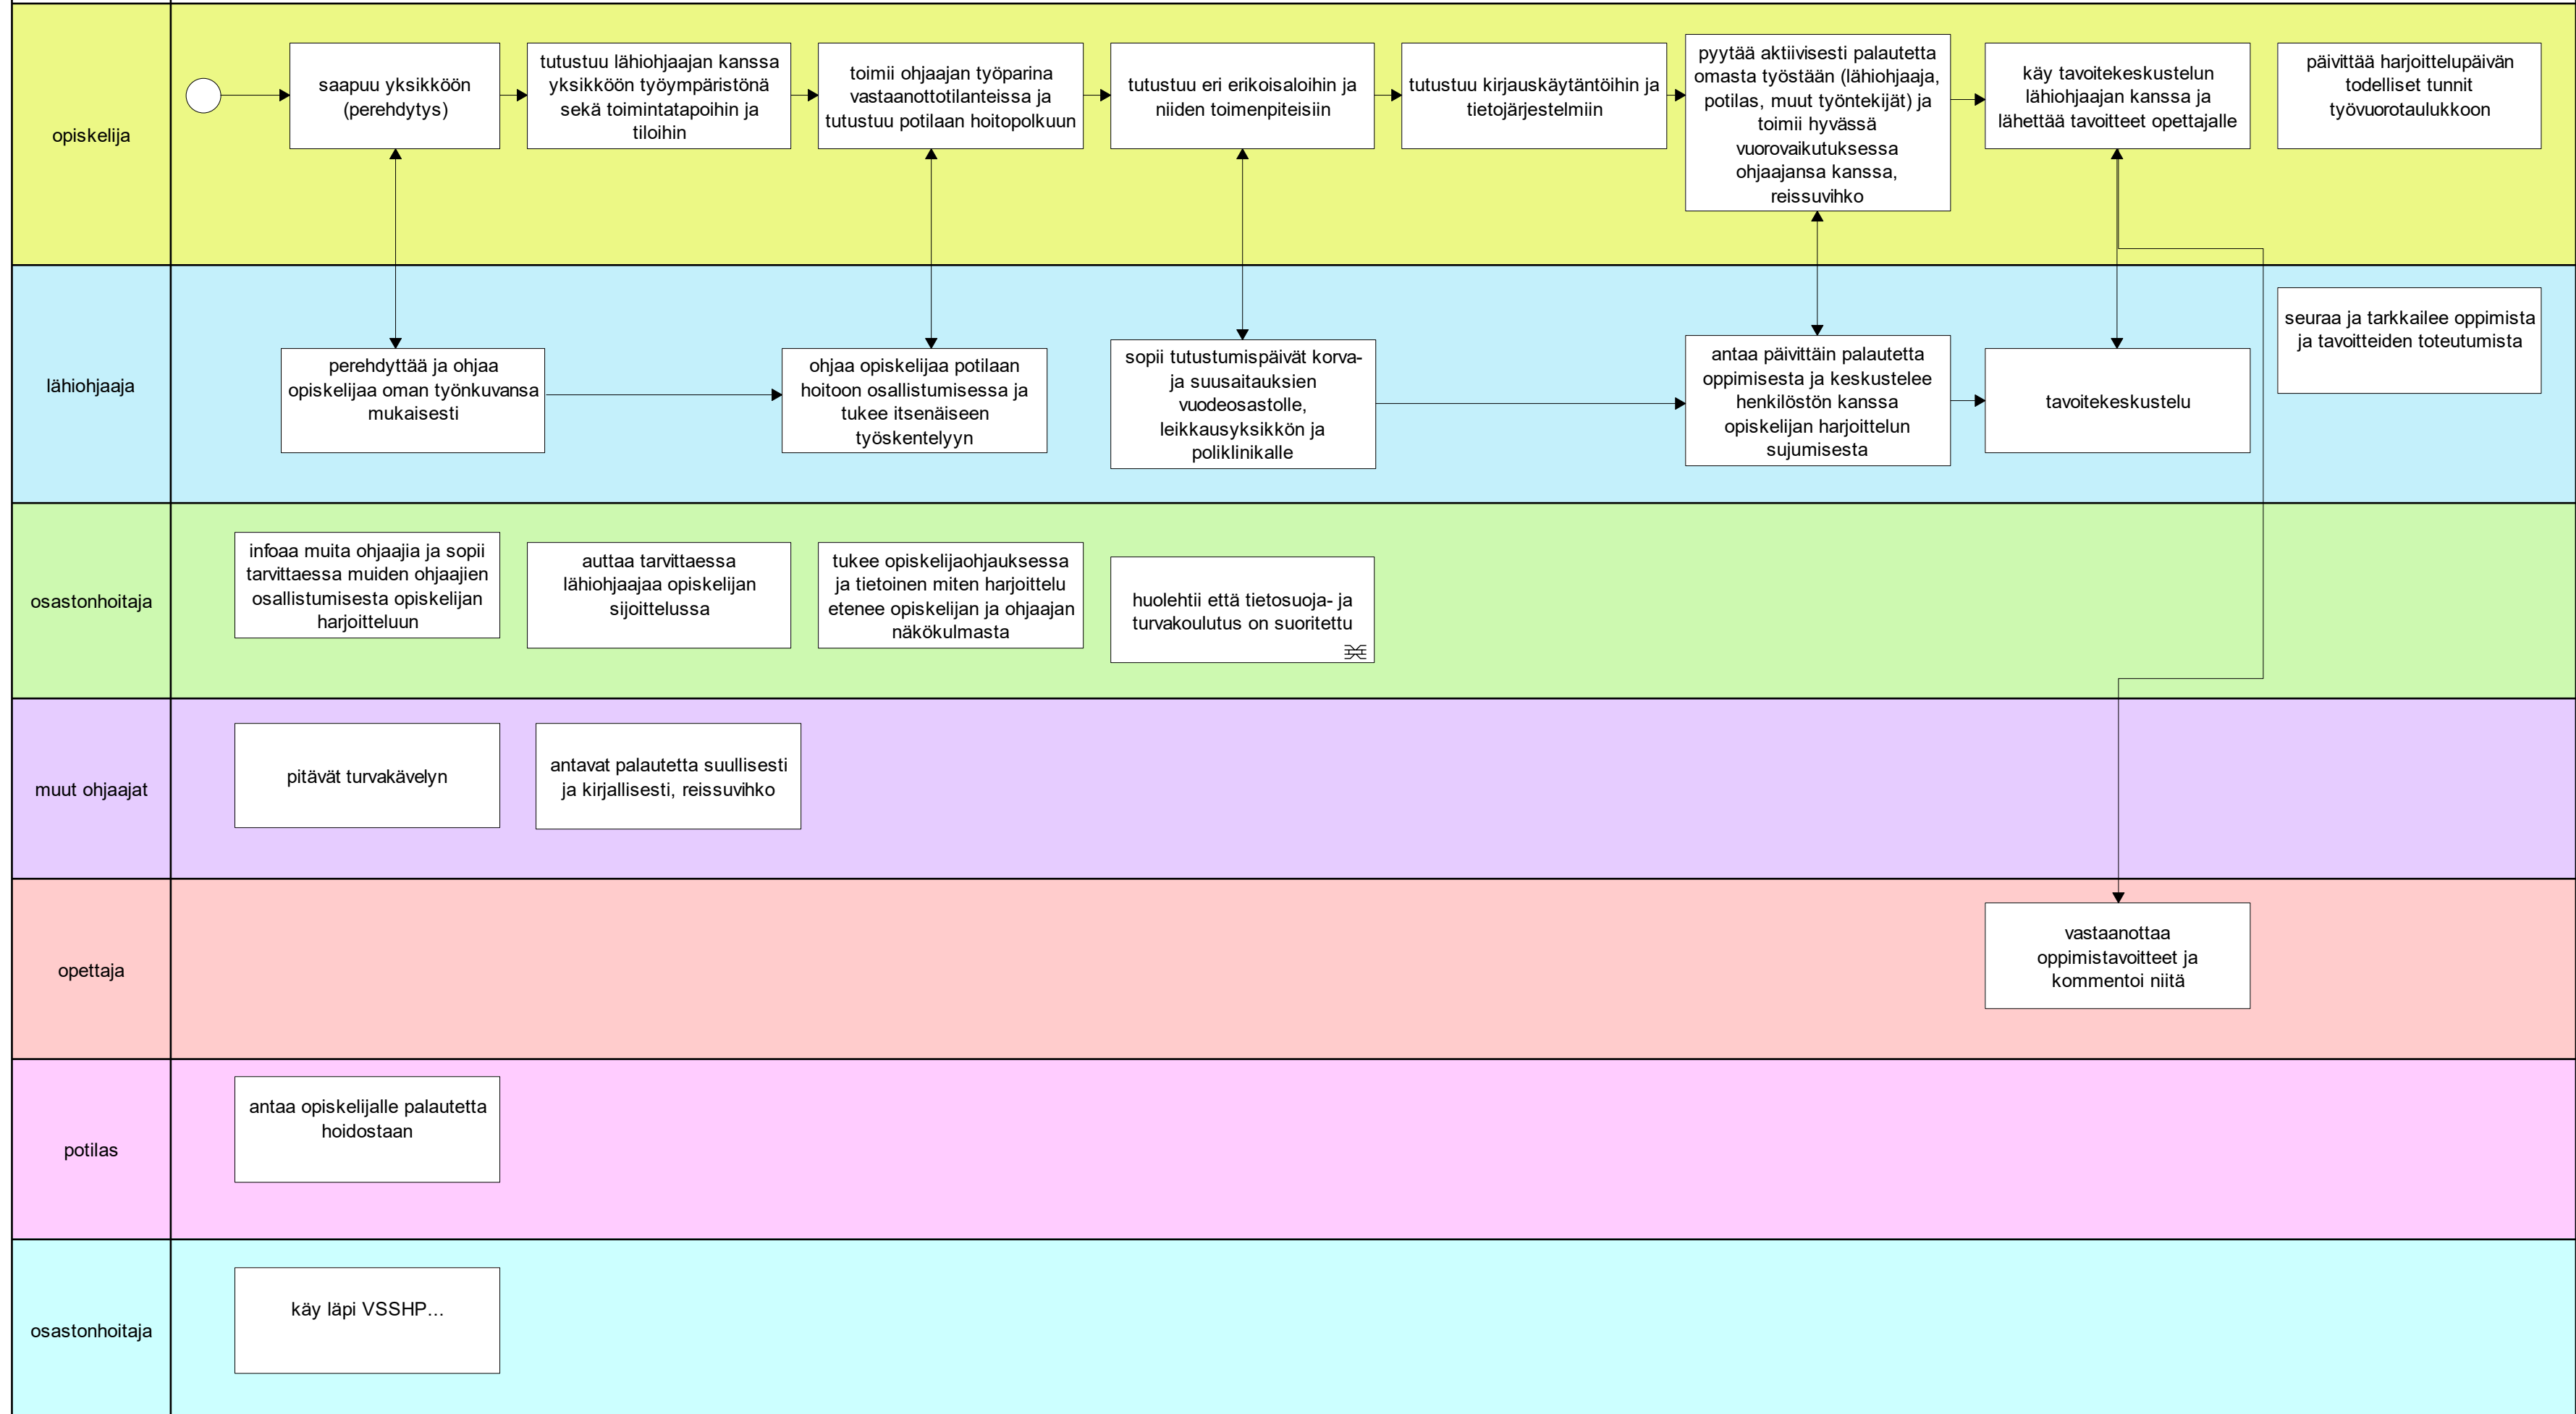 opiskelija
saapuu yksikköön
(perehdytys)
tutustuu lähiohjaajan kanssa
yksikköön työympäristönä
sekä toimintatapoihin ja
tiloihin
toimii ohjaajan työparina
vastaanottotilanteissa ja
tutustuu potilaan hoitopolkuun
tutustuu eri erikoisaloihin ja
niiden toimenpiteisiin
tutustuu kirjauskäytäntöihin ja
tietojärjestelmiin
pyytää aktiivisesti palautetta
omasta työstään (lähiohjaaja,
potilas, muut työntekijät) ja
toimii hyvässä
vuorovaikutuksessa
ohjaajansa kanssa,
reissuvihko
käy tavoitekeskustelun
lähiohjaajan kanssa ja
lähettää tavoitteet opettajalle
päivittää harjoittelupäivän
todelliset tunnit
työvuorotaulukkoon
lähiohjaaja
perehdyttää ja ohjaa
opiskelijaa oman työnkuvansa
mukaisesti
ohjaa opiskelijaa potilaan
hoitoon osallistumisessa ja
tukee itsenäiseen
työskentelyyn
sopii tutustumispäivät korva-
ja suusaitauksien
vuodeosastolle,
leikkausyksikkön ja
poliklinikalle
antaa päivittäin palautetta
oppimisesta ja keskustelee
henkilöstön kanssa
opiskelijan harjoittelun
sujumisesta
tavoitekeskustelu
seuraa ja tarkkailee oppimista
ja tavoitteiden toteutumista
osastonhoitaja
infoaa muita ohjaajia ja sopii
tarvittaessa muiden ohjaajien
osallistumisesta opiskelijan
harjoitteluun
auttaa tarvittaessa
lähiohjaajaa opiskelijan
sijoittelussa
tukee opiskelijaohjauksessa
ja tietoinen miten harjoittelu
etenee opiskelijan ja ohjaajan
näkökulmasta
huolehtii että tietosuoja- ja
turvakoulutus on suoritettu
muut ohjaajat
pitävät turvakävelyn
antavat palautetta suullisesti
ja kirjallisesti, reissuvihko
opettaja
vastaanottaa
oppimistavoitteet ja
kommentoi niitä
potilas
antaa opiskelijalle palautetta
hoidostaan
osastonhoitaja
käy läpi VSSHP...